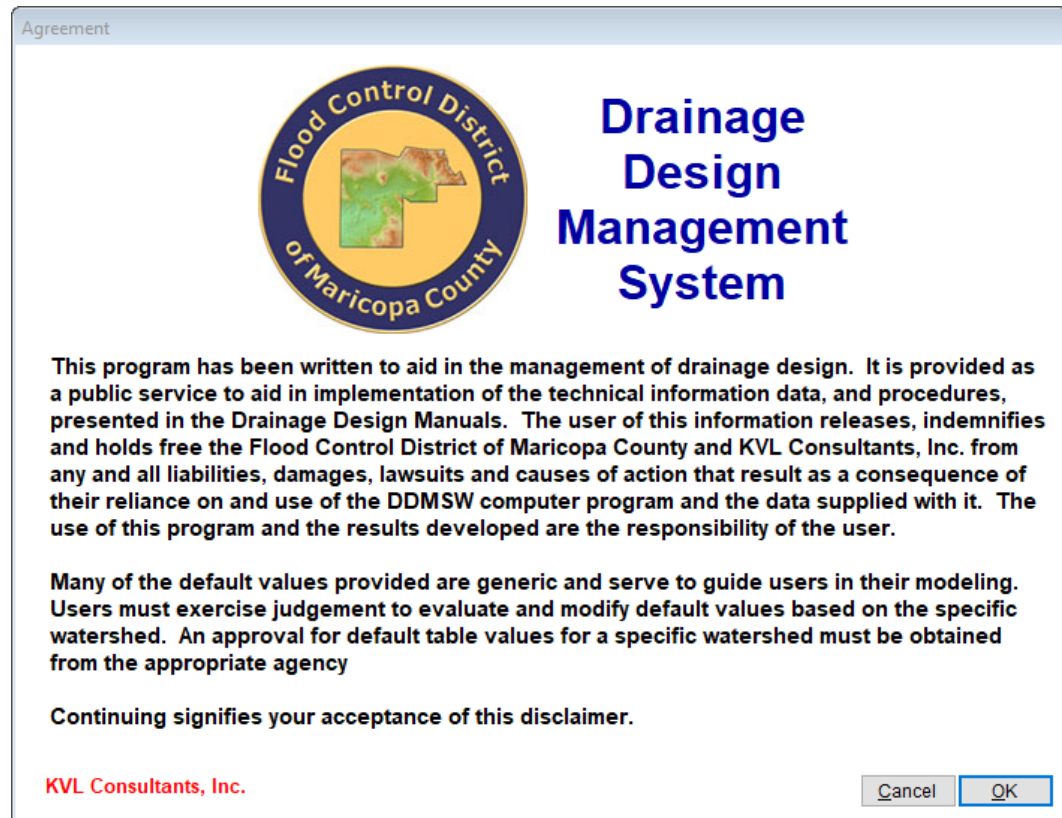 Agreement
Flood Control District
of Maricopa County
Drainage
Design
Management
System
This program has been written to aid in the management of drainage design.  It is provided as
a public service to aid in implementation of the technical information data, and procedures,
presented in the Drainage Design Manuals.  The user of this information releases, indemnifies
and holds free the Flood Control District of Maricopa County and KVL Consultants, Inc. from
any and all liabilities, damages, lawsuits and causes of action that result as a consequence of
their reliance on and use of the DDMSW computer program and the data supplied with it.  The
use of this program and the results developed are the responsibility of the user.
Many of the default values provided are generic and serve to guide users in their modeling.
Users must exercise judgement to evaluate and modify default values based on the specific
watershed.  An approval for default table values for a specific watershed must be obtained
from the appropriate agency
Continuing signifies your acceptance of this disclaimer.
KVL Consultants, Inc.
Cancel OK